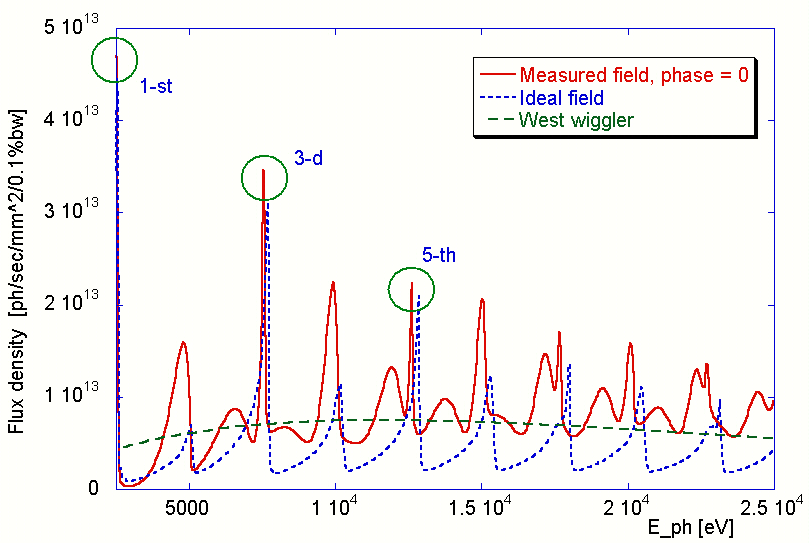 5 10^13
4 10^13
3 10^13
2 10^13
1 10^13
0
Flux density [ph/sec/mm^2/0.1%bw]
1-st
3-d
5-th
Measured field, phase = 0
Ideal field
West wiggler
5000
1 10^4
1.5 10^4
2 10^4
2.5 10^4
E_ph [eV]